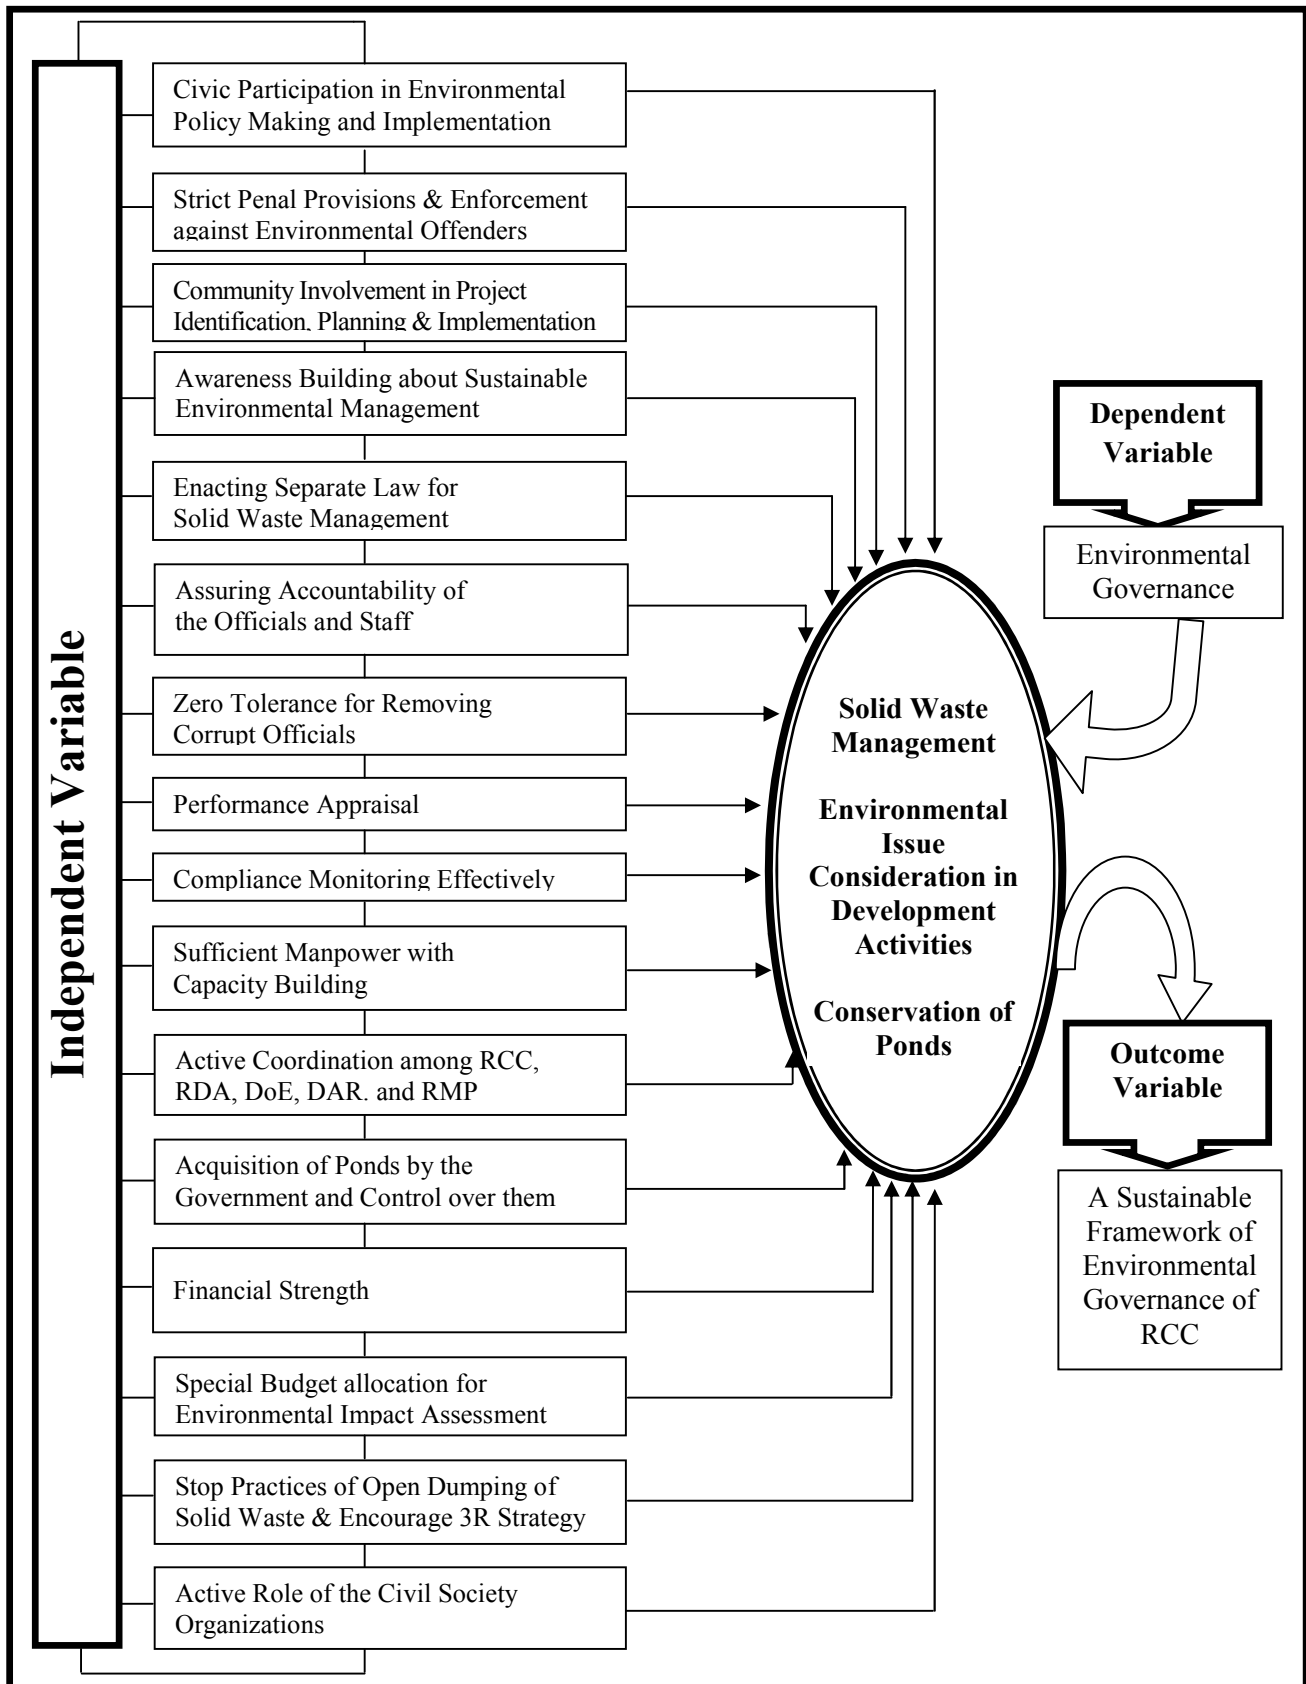 Independent Variable
Civic Participation in Environmental
Policy Making and Implementation
Strict Penal Provisions & Enforcement
against Environmental Offenders
Community Involvement in Project
Identification, Planning & Implementation
Awareness Building about Sustainable
Environmental Management
Enacting Separate Law for
Solid Waste Management
Assuring Accountability of
the Officials and Staff
Zero Tolerance for Removing
Corrupt Officials
Performance Appraisal
Compliance Monitoring Effectively
Sufficient Manpower with
Capacity Building
Active Coordination among RCC,
RDA, DoE, DAR. and RMP
Acquisition of Ponds by the
Government and Control over them
Financial Strength
Special Budget allocation for
Environmental Impact Assessment
Stop Practices of Open Dumping of
Solid Waste & Encourage 3R Strategy
Active Role of the Civil Society
Organizations
Solid Waste
Management
Environmental
Issue
Consideration in
Development
Activities
Conservation of
Ponds
Dependent
Variable
Environmental
Governance
Outcome
Variable
A Sustainable
Framework of
Environmental
Governance of
RCC